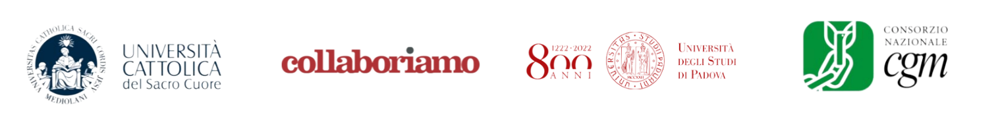 UNIVERSITAS CATHOLICA SACRI CORDIS JESU
MEDIOLANI
UNIVERSITÀ
CATTOLICA
del Sacro Cuore
collaboriamo
800
1222·2022
ANNI
UNIVERSITAS · STUDII PADUANI ·
MCCXXII
UNIVERSITÀ
DEGLI STUDI
DI PADOVA
CONSORZIO
NAZIONALE
cgm